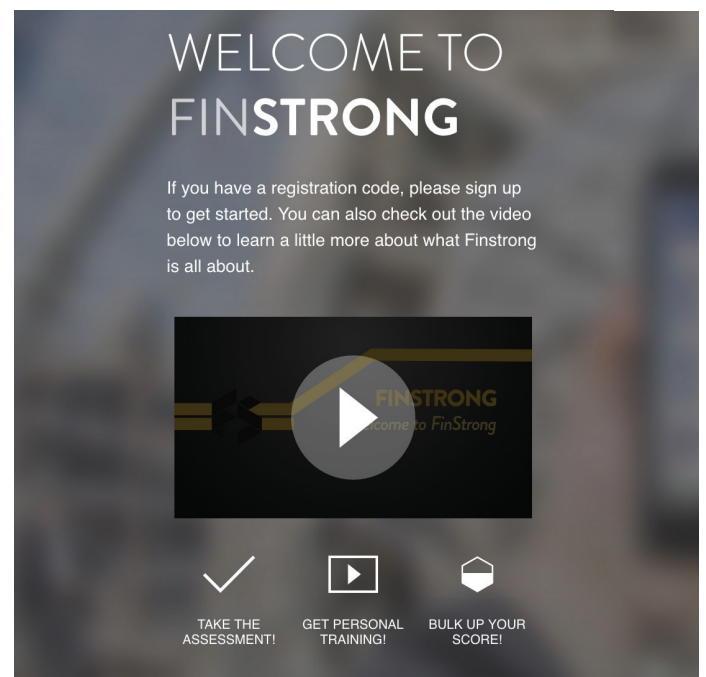 WELCOME TO
FINSTRONG
If you have a registration code, please sign up
to get started. You can also check out the video
below to learn a little more about what Finstrong
is all about.
FINSTRONG
to FinStrong
TAKE THE
ASSESSMENT!
GET PERSONAL
TRAINING!
BULK UP YOUR
SCORE!